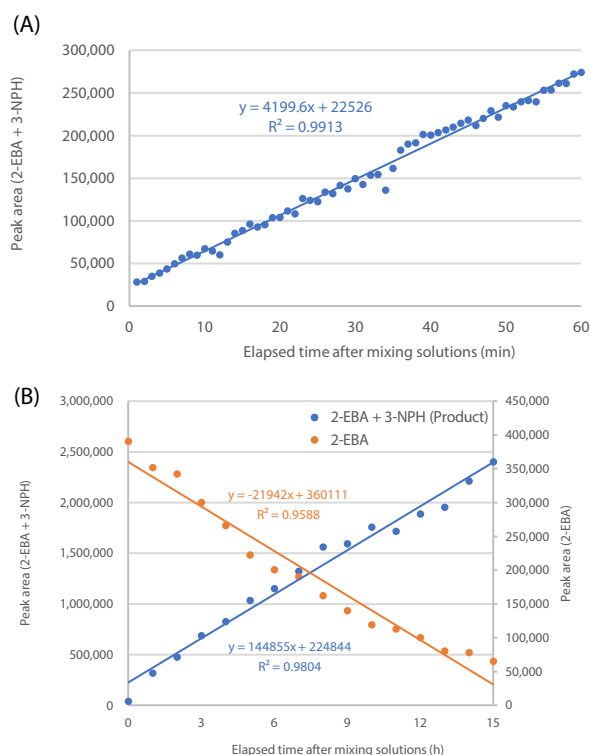 (A)
300,000
250,000
200,000
150,000
100,000
50,000
0
Peak area (2-EBA + 3-NPH)
y = 4199.6x + 22526
R² = 0.9913
0 10 20 30 40 50 60
Elapsed time after mixing solutions (min)
(B)
3,000,000
2,500,000
2,000,000
1,500,000
1,000,000
500,000
0
Peak area (2-EBA + 3-NPH)
2-EBA + 3-NPH (Product)
2-EBA
y = -21942x + 360111
R² = 0.9588
y = 144855x + 224844
R² = 0.9804
450,000
400,000
350,000
300,000
250,000
200,000
150,000
100,000
50,000
0
Peak area (2-EBA)
0 3 6 9 12 15
Elapsed time after mixing solutions (h)